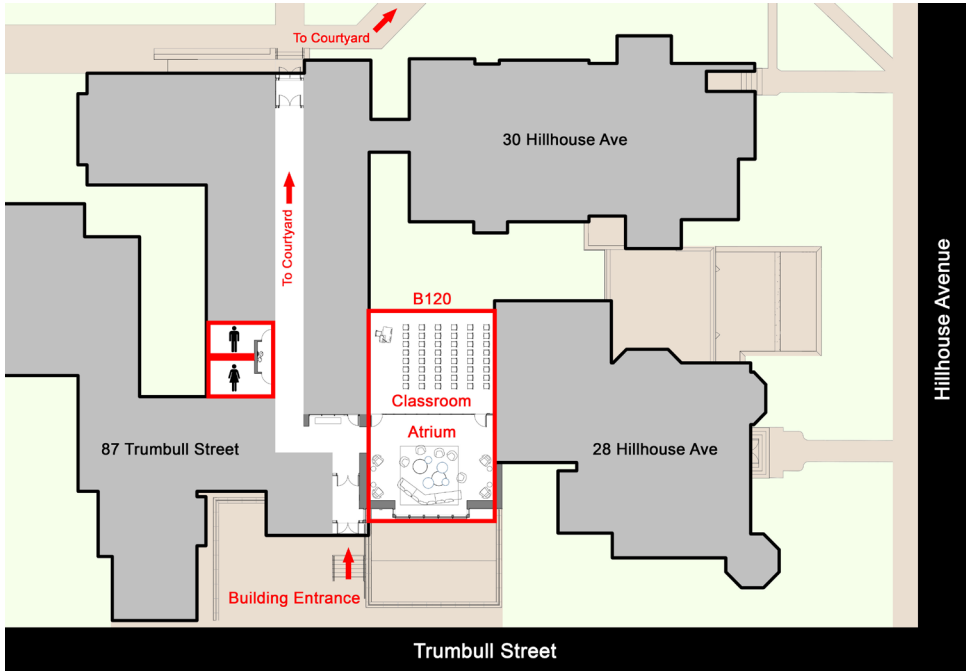 To Courtyard
30 Hillhouse Ave
To Courtyard
B120
Classroom
Atrium
87 Trumbull Street
28 Hillhouse Ave
Building Entrance
Trumbull Street
Hillhouse Avenue